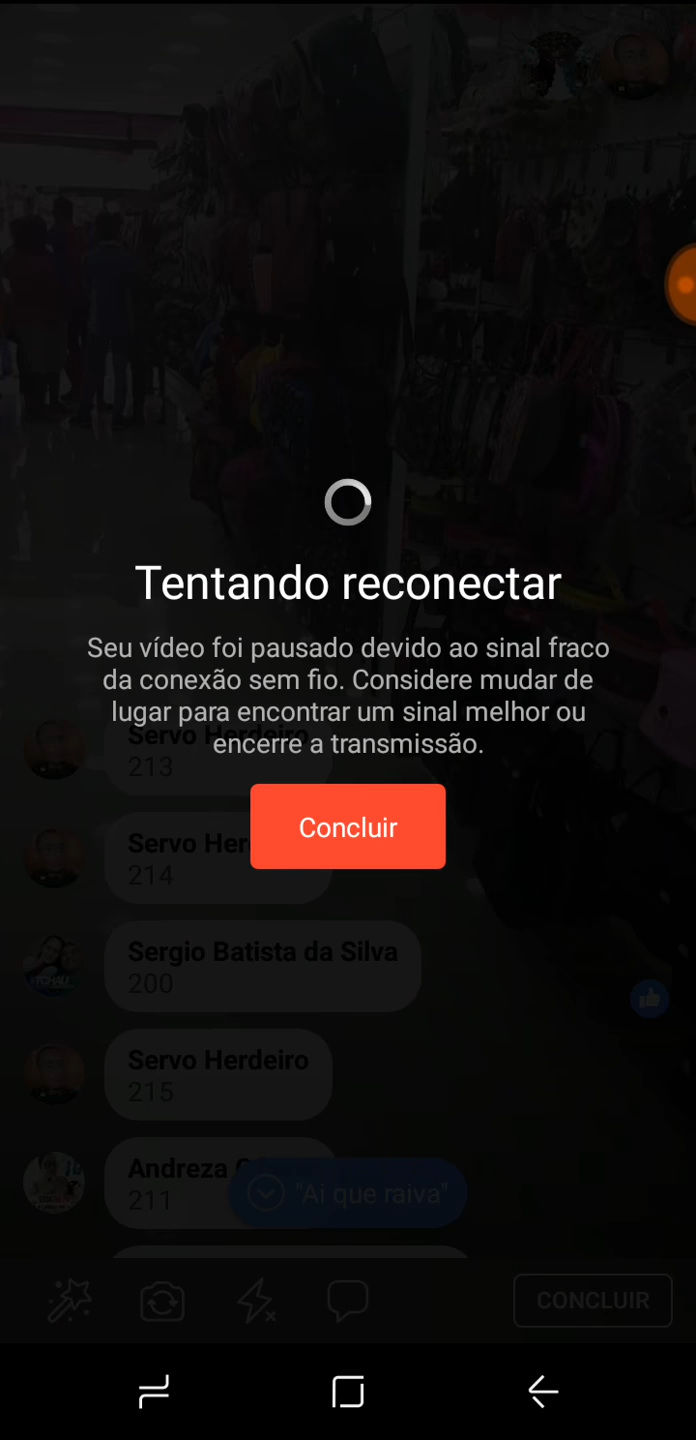 Tentando reconectar
Seu vídeo foi pausado devido ao sinal fraco
da conexão sem fio. Considere mudar de
lugar para encontrar um sinal melhor ou
encerre a transmissão.
Concluir
Servo Herdeiro
213
Servo Her
214
Sergio Batista da Silva
200
Servo Herdeiro
215
Andreza
211
"Ai que raiva"
CONCLUIR